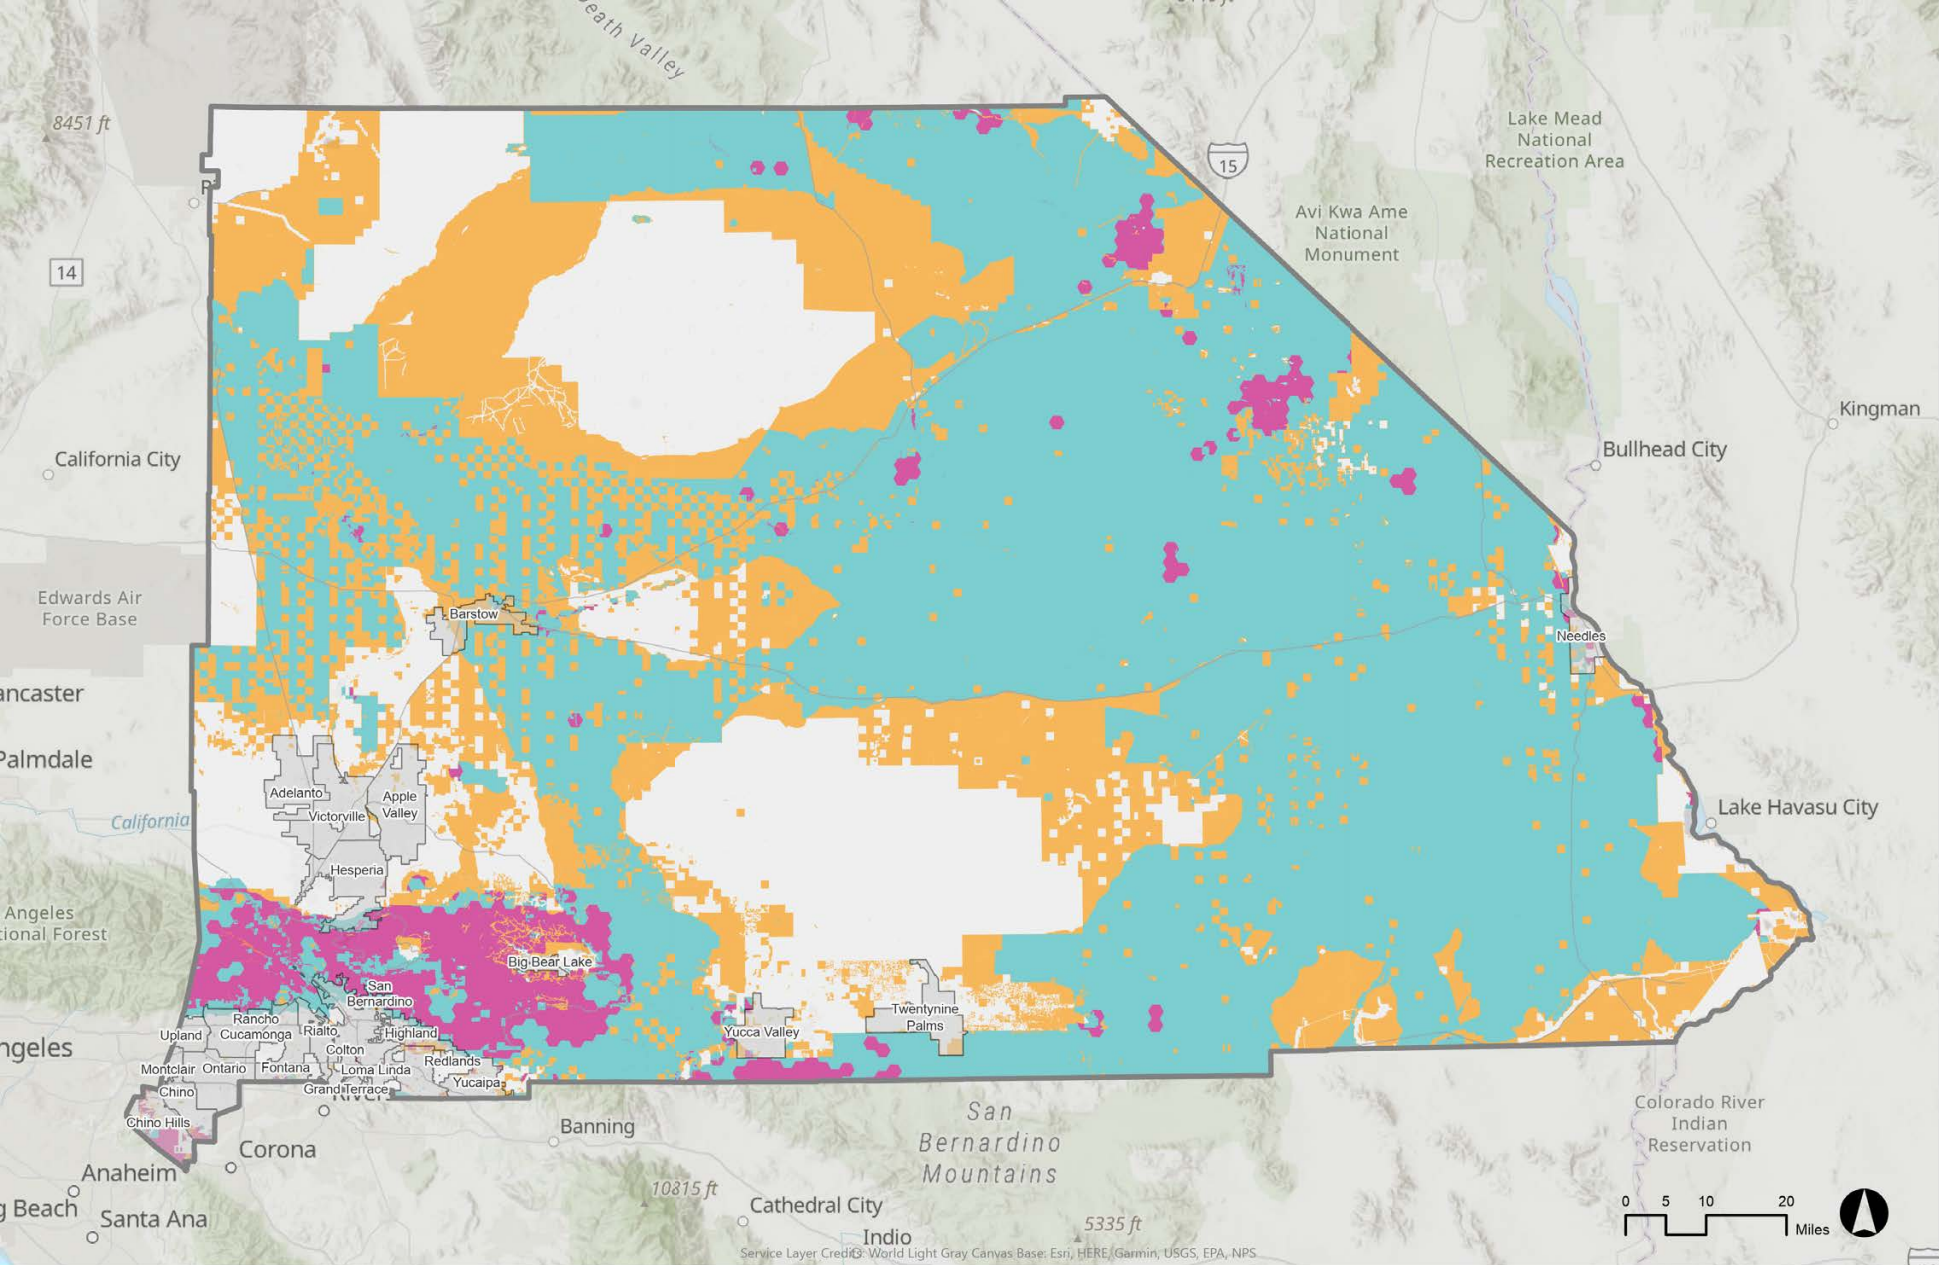 Death Valley
8451 ft
15
Lake Mead
National
Recreation Area
Avi Kwa Ame
National
Monument
14
Kingman
Bullhead City
California City
Edwards Air
Force Base
Barstow
Needles
ancaster
Palmdale
Adelanto
Apple
Valley
Victorville
California
Lake Havasu City
Hesperia
Angeles
tional Forest
Big Bear Lake
San
Bernardino
Rancho
Cucamonga
Upland
Rialto
Highland
Yucca Valley
Twentynine
Palms
ngeles
Colton
Redlands
Montclair
Ontario
Fontana
Loma Linda
Yucaipa
Grand Terrace
Chino
Chino Hills
Banning
San
Bernardino
Mountains
Colorado River
Indian
Reservation
Corona
Anaheim
10815 ft
g Beach
Santa Ana
Cathedral City
5335 ft
Indio
0 5 10 20
Miles
Service Layer Credits: World Light Gray Canvas Base: Esri, HERE, Garmin, USGS, EPA, NPS